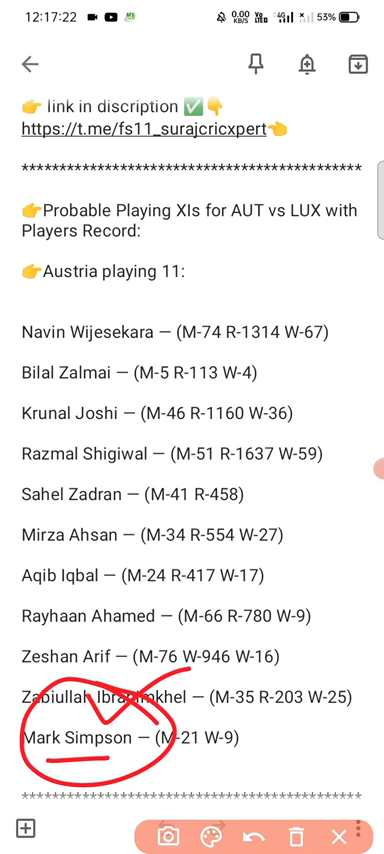 12:17:22 0.00 KB/S Vo LTE 4G 53%
👉 link in discription ✅👇
https://t.me/fs11_surajcricxpert👈
*********************************************
👉Probable Playing XIs for AUT vs LUX with
Players Record:
👉Austria playing 11:
Navin Wijesekara – (M-74 R-1314 W-67)
Bilal Zalmai – (M-5 R-113 W-4)
Krunal Joshi – (M-46 R-1160 W-36)
Razmal Shigiwal – (M-51 R-1637 W-59)
Sahel Zadran – (M-41 R-458)
Mirza Ahsan – (M-34 R-554 W-27)
Aqib Iqbal – (M-24 R-417 W-17)
Rayhaan Ahamed – (M-66 R-780 W-9)
Zeshan Arif – (M-76 W-946 W-16)
Zabiullah Ibrahimkhel – (M-35 R-203 W-25)
Mark Simpson – (M-21 W-9)
*********************************************